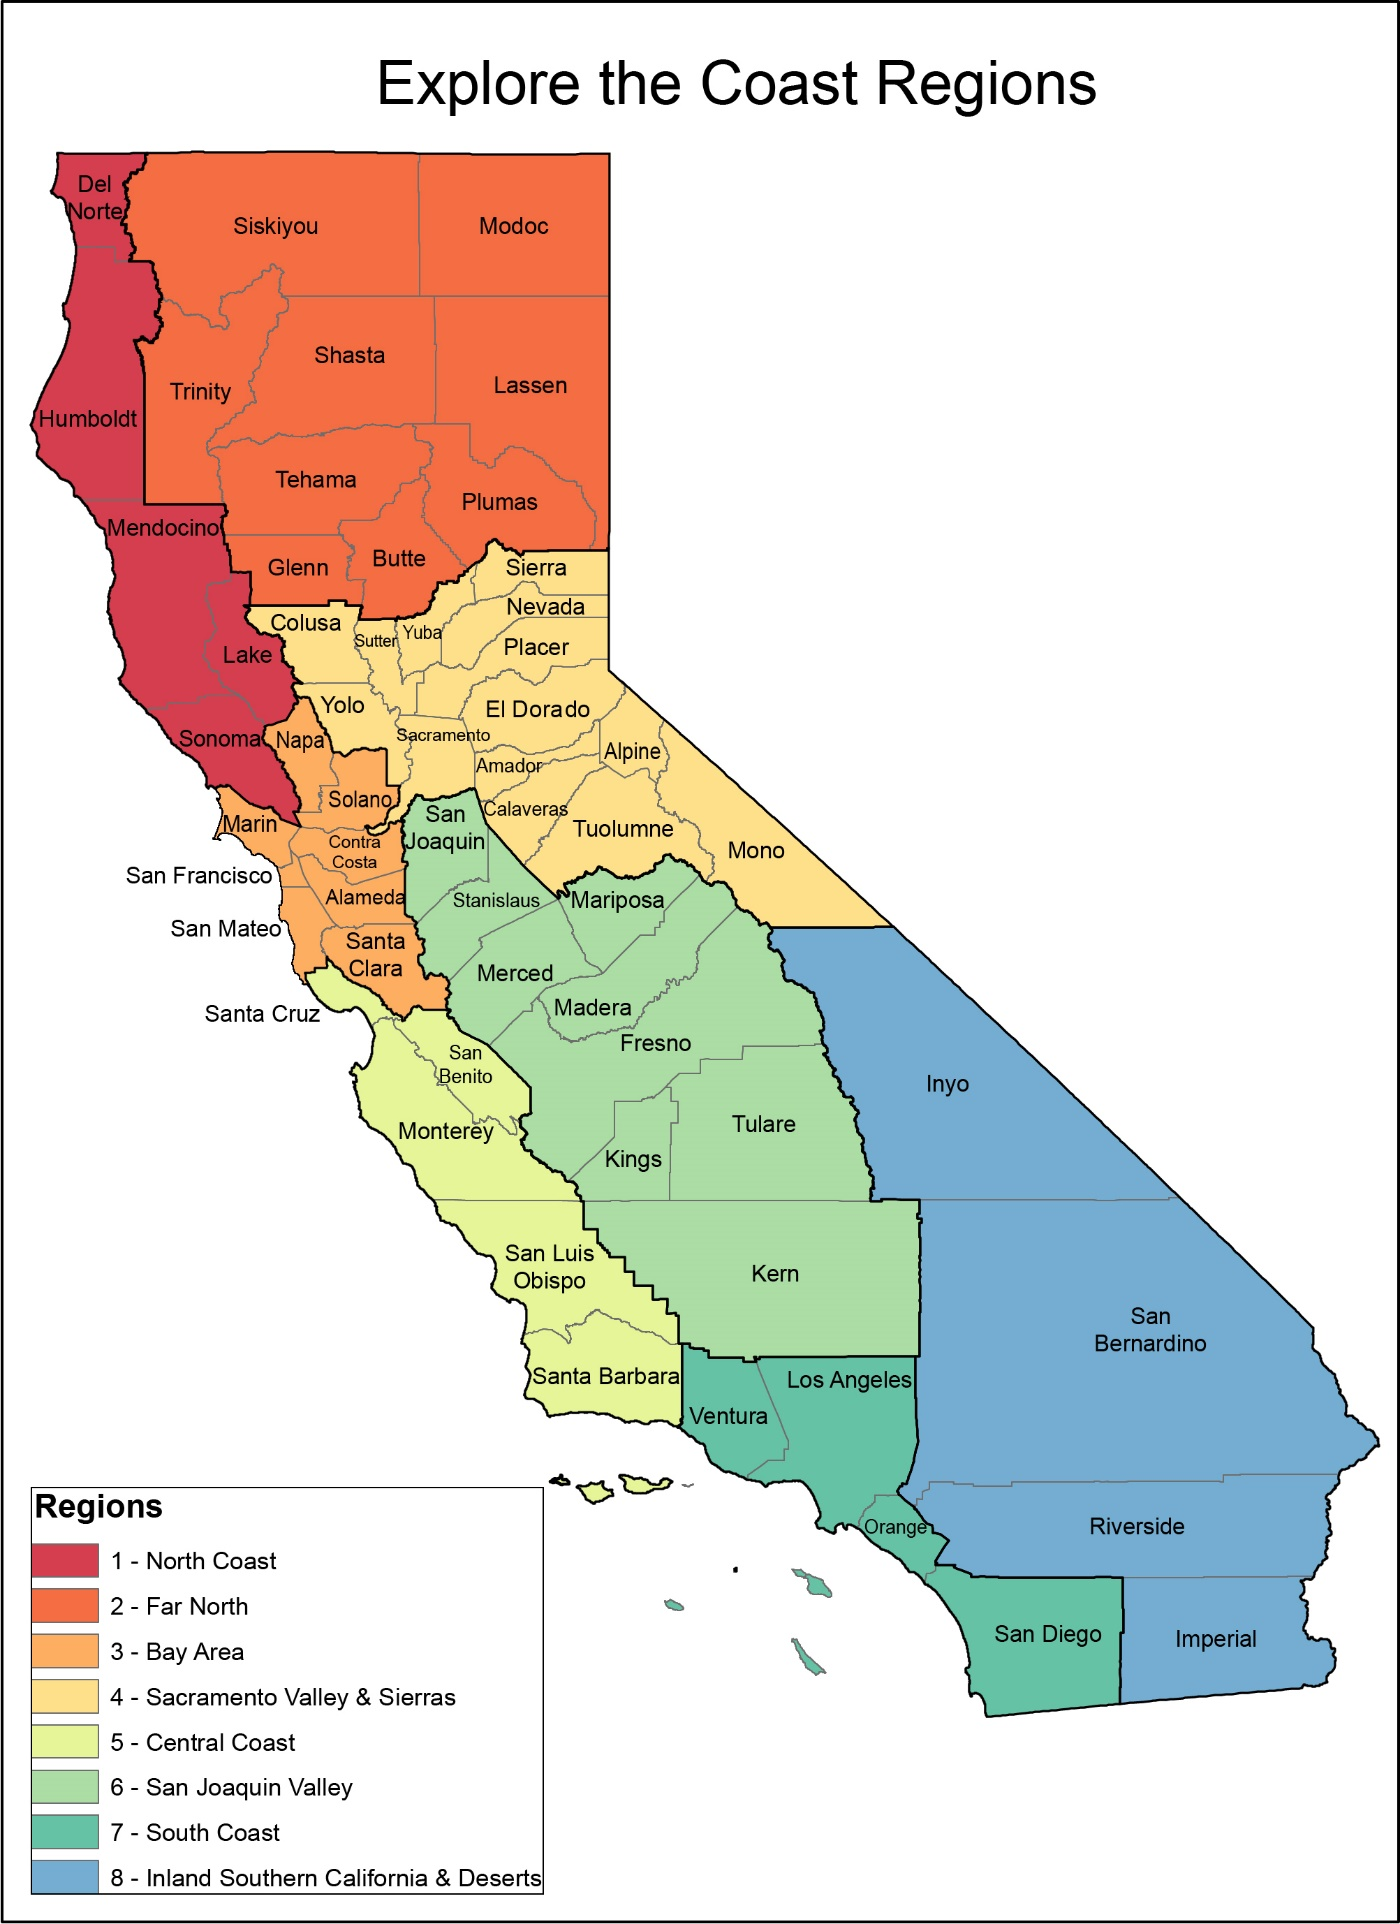 Explore the Coast Regions
Del
Norte
Siskiyou
Modoc
Shasta
Trinity
Lassen
Humboldt
Tehama
Plumas
Mendocino
Glenn
Butte
Sierra
Nevada
Colusa
Sutter
Yuba
Placer
Lake
Yolo
El Dorado
Sonoma
Napa
Sacramento
Alpine
Amador
Solano
Calaveras
Marin
San
Joaquin
Tuolumne
Contra
Costa
Mono
San Francisco
Alameda
Stanislaus
Mariposa
San Mateo
Santa
Clara
Merced
Madera
Santa Cruz
Fresno
San
Benito
Inyo
Monterey
Tulare
Kings
San Luis
Obispo
Kern
San
Bernardino
Santa Barbara
Los Angeles
Ventura
Orange
Riverside
San Diego
Imperial
Regions
1 - North Coast
2 - Far North
3 - Bay Area
4 - Sacramento Valley & Sierras
5 - Central Coast
6 - San Joaquin Valley
7 - South Coast
8 - Inland Southern California & Deserts